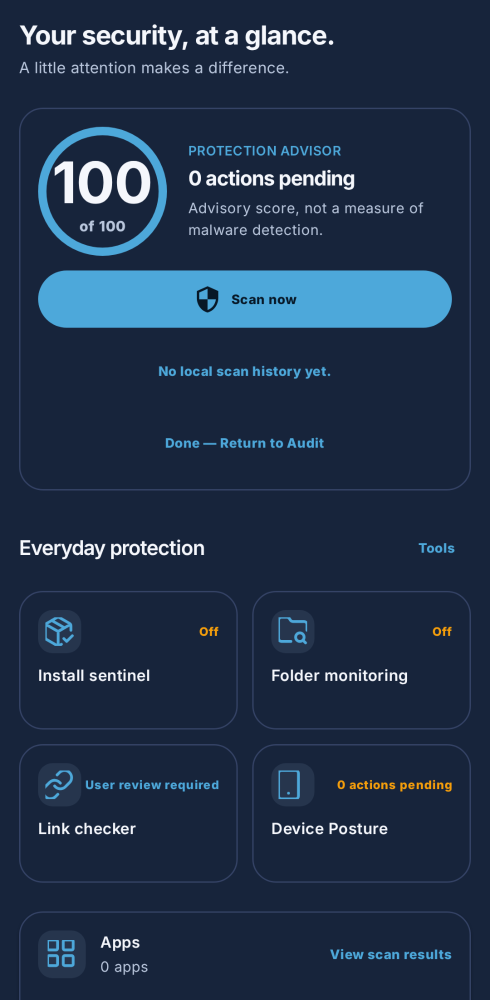 Your security, at a glance.
A little attention makes a difference.
100
of 100
PROTECTION ADVISOR
0 actions pending
Advisory score, not a measure of
malware detection.
Scan now
No local scan history yet.
Done — Return to Audit
Everyday protection
Tools
Off
Install sentinel
Off
Folder monitoring
User review required
Link checker
0 actions pending
Device Posture
Apps
0 apps
View scan results